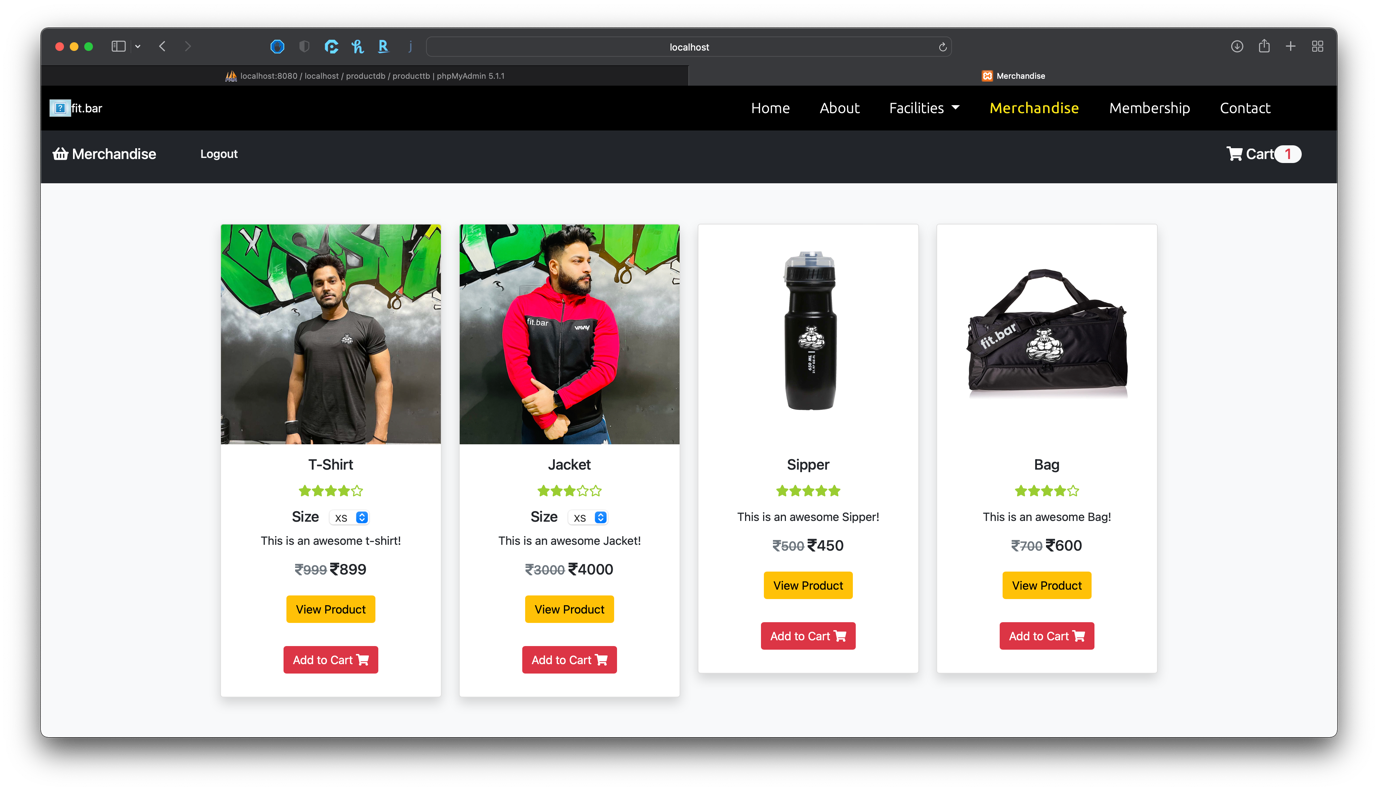 localhost
localhost:8080 / localhost / productdb / producttb | phpMyAdmin 5.1.1
Merchandise
fit.bar
Home About Facilities Merchandise Membership Contact
Merchandise Logout Cart 1
fit.bar
fit.bar
T-Shirt
Size XS
This is an awesome t-shirt!
₹999 ₹899
View Product
Add to Cart
Jacket
Size XS
This is an awesome Jacket!
₹3000 ₹4000
View Product
Add to Cart
Sipper
This is an awesome Sipper!
₹500 ₹450
View Product
Add to Cart
Bag
This is an awesome Bag!
₹700 ₹600
View Product
Add to Cart